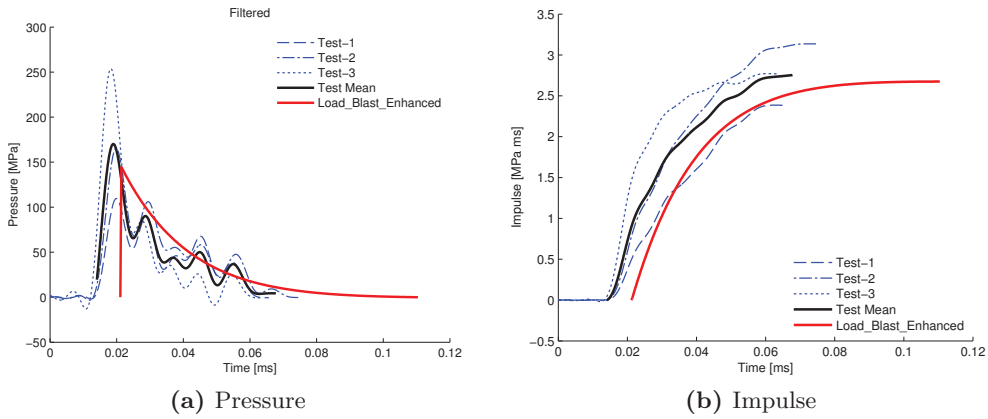 Filtered
300
250
200
150
100
50
0
−50
Pressure [MPa]
0
0.02
0.04
0.06
0.08
0.1
0.12
Time [ms]
Test−1
Test−2
Test−3
Test Mean
Load_Blast_Enhanced
(a) Pressure
3.5
3
2.5
2
1.5
1
0.5
0
−0.5
Impulse [MPa ms]
0
0.02
0.04
0.06
0.08
0.1
0.12
Time [ms]
Test−1
Test−2
Test−3
Test Mean
Load_Blast_Enhanced
(b) Impulse